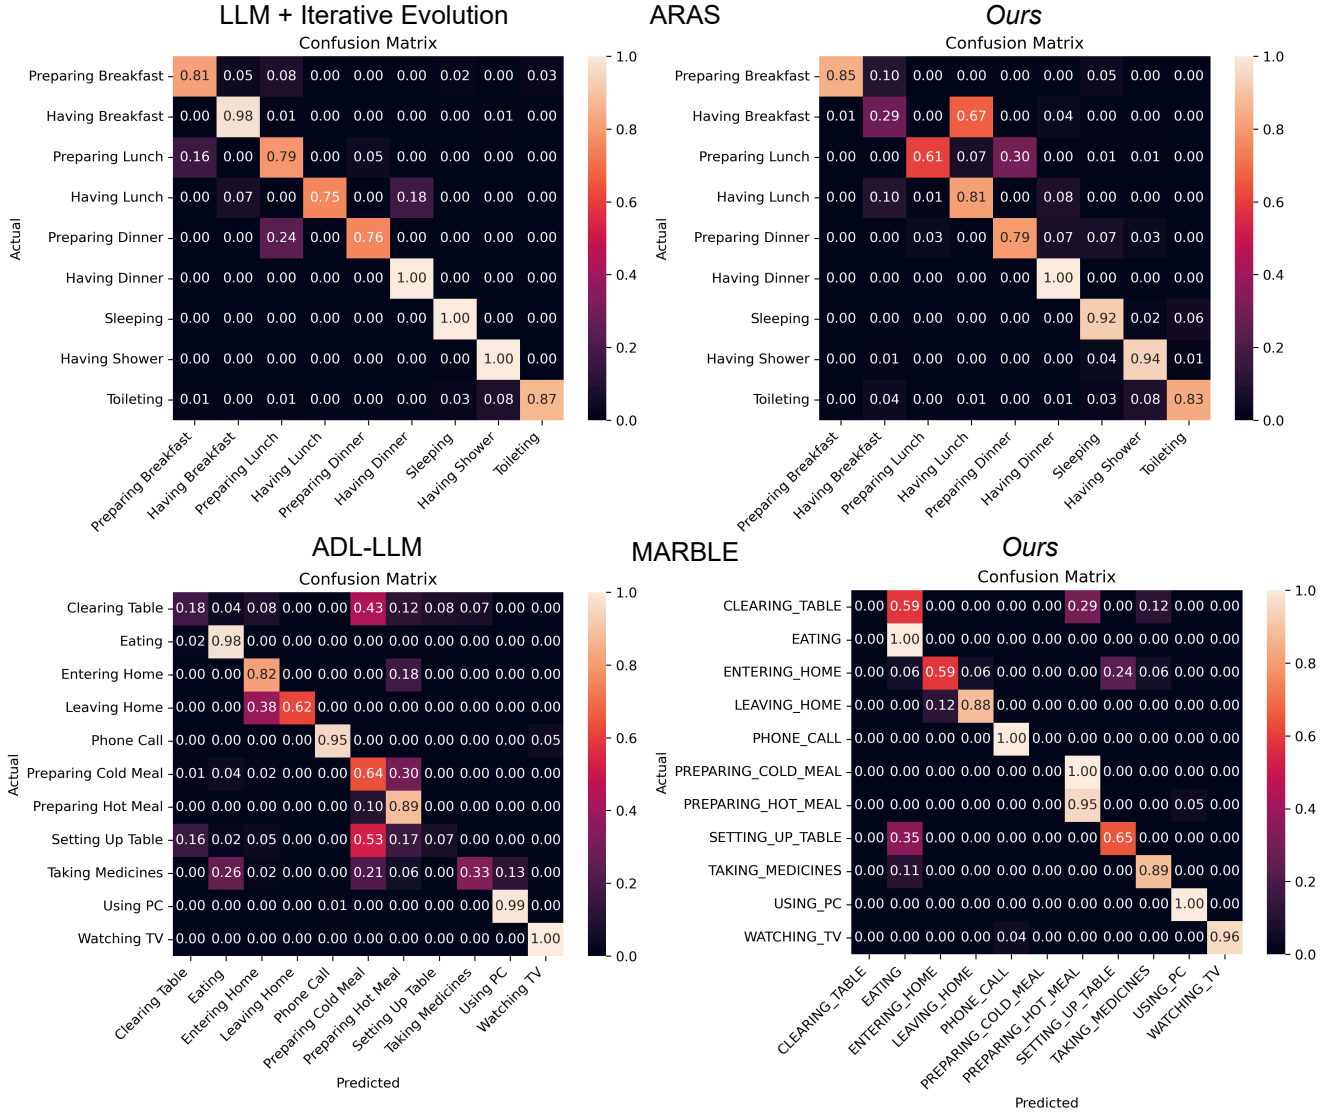 LLM + Iterative Evolution ARAS Ours
Confusion Matrix
Preparing Breakfast 0.81 0.05 0.08 0.00 0.00 0.00 0.02 0.00 0.03
Having Breakfast 0.00 0.98 0.01 0.00 0.00 0.00 0.00 0.01 0.00
Preparing Lunch 0.16 0.00 0.79 0.00 0.05 0.00 0.00 0.00 0.00
Having Lunch 0.00 0.07 0.00 0.75 0.00 0.18 0.00 0.00 0.00
Preparing Dinner 0.00 0.00 0.24 0.00 0.76 0.00 0.00 0.00 0.00
Having Dinner 0.00 0.00 0.00 0.00 0.00 1.00 0.00 0.00 0.00
Sleeping 0.00 0.00 0.00 0.00 0.00 0.00 1.00 0.00 0.00
Having Shower 0.00 0.00 0.00 0.00 0.00 0.00 0.00 1.00 0.00
Toileting 0.01 0.00 0.01 0.00 0.00 0.00 0.03 0.08 0.87
Actual
Preparing Breakfast
Having Breakfast
Preparing Lunch
Having Lunch
Preparing Dinner
Having Dinner
Sleeping
Having Shower
Toileting
1.0
0.8
0.6
0.4
0.2
0.0
Confusion Matrix
Preparing Breakfast 0.85 0.10 0.00 0.00 0.00 0.00 0.05 0.00 0.00
Having Breakfast 0.01 0.29 0.00 0.67 0.00 0.04 0.00 0.00 0.00
Preparing Lunch 0.00 0.00 0.61 0.07 0.30 0.00 0.01 0.01 0.00
Having Lunch 0.00 0.10 0.01 0.81 0.00 0.08 0.00 0.00 0.00
Preparing Dinner 0.00 0.00 0.03 0.00 0.79 0.07 0.07 0.03 0.00
Having Dinner 0.00 0.00 0.00 0.00 0.00 1.00 0.00 0.00 0.00
Sleeping 0.00 0.00 0.00 0.00 0.00 0.00 0.92 0.02 0.06
Having Shower 0.00 0.01 0.00 0.00 0.00 0.00 0.04 0.94 0.01
Toileting 0.00 0.04 0.00 0.01 0.00 0.01 0.03 0.08 0.83
Actual
Preparing Breakfast
Having Breakfast
Preparing Lunch
Having Lunch
Preparing Dinner
Having Dinner
Sleeping
Having Shower
Toileting
1.0
0.8
0.6
0.4
0.2
0.0
ADL-LLM MARBLE Ours
Confusion Matrix
Clearing Table 0.18 0.04 0.08 0.00 0.00 0.43 0.12 0.08 0.07 0.00 0.00
Eating 0.02 0.98 0.00 0.00 0.00 0.00 0.00 0.00 0.00 0.00 0.00
Entering Home 0.00 0.00 0.82 0.00 0.00 0.00 0.18 0.00 0.00 0.00 0.00
Leaving Home 0.00 0.00 0.38 0.62 0.00 0.00 0.00 0.00 0.00 0.00 0.00
Phone Call 0.00 0.00 0.00 0.00 0.95 0.00 0.00 0.00 0.00 0.00 0.05
Preparing Cold Meal 0.01 0.04 0.02 0.00 0.00 0.64 0.30 0.00 0.00 0.00 0.00
Preparing Hot Meal 0.00 0.00 0.00 0.00 0.00 0.10 0.89 0.00 0.00 0.00 0.00
Setting Up Table 0.16 0.02 0.05 0.00 0.00 0.53 0.17 0.07 0.00 0.00 0.00
Taking Medicines 0.00 0.26 0.02 0.00 0.00 0.21 0.06 0.00 0.33 0.13 0.00
Using PC 0.00 0.00 0.00 0.00 0.01 0.00 0.00 0.00 0.00 0.99 0.00
Watching TV 0.00 0.00 0.00 0.00 0.00 0.00 0.00 0.00 0.00 0.00 1.00
Actual
Clearing Table
Eating
Entering Home
Leaving Home
Phone Call
Preparing Cold Meal
Preparing Hot Meal
Setting Up Table
Taking Medicines
Using PC
Watching TV
Predicted
1.0
0.8
0.6
0.4
0.2
0.0
Confusion Matrix
CLEARING_TABLE 0.00 0.59 0.00 0.00 0.00 0.00 0.29 0.00 0.12 0.00 0.00
EATING 0.00 1.00 0.00 0.00 0.00 0.00 0.00 0.00 0.00 0.00 0.00
ENTERING_HOME 0.00 0.06 0.59 0.06 0.00 0.00 0.00 0.24 0.06 0.00 0.00
LEAVING_HOME 0.00 0.00 0.12 0.88 0.00 0.00 0.00 0.00 0.00 0.00 0.00
PHONE_CALL 0.00 0.00 0.00 0.00 1.00 0.00 0.00 0.00 0.00 0.00 0.00
PREPARING_COLD_MEAL 0.00 0.00 0.00 0.00 0.00 0.00 1.00 0.00 0.00 0.00 0.00
PREPARING_HOT_MEAL 0.00 0.00 0.00 0.00 0.00 0.00 0.95 0.00 0.00 0.05 0.00
SETTING_UP_TABLE 0.00 0.35 0.00 0.00 0.00 0.00 0.00 0.65 0.00 0.00 0.00
TAKING_MEDICINES 0.00 0.11 0.00 0.00 0.00 0.00 0.00 0.00 0.89 0.00 0.00
USING_PC 0.00 0.00 0.00 0.00 0.00 0.00 0.00 0.00 0.00 1.00 0.00
WATCHING_TV 0.00 0.00 0.00 0.00 0.04 0.00 0.00 0.00 0.00 0.00 0.96
Actual
CLEARING_TABLE
EATING
ENTERING_HOME
LEAVING_HOME
PHONE_CALL
PREPARING_COLD_MEAL
PREPARING_HOT_MEAL
SETTING_UP_TABLE
TAKING_MEDICINES
USING_PC
WATCHING_TV
Predicted
1.0
0.8
0.6
0.4
0.2
0.0